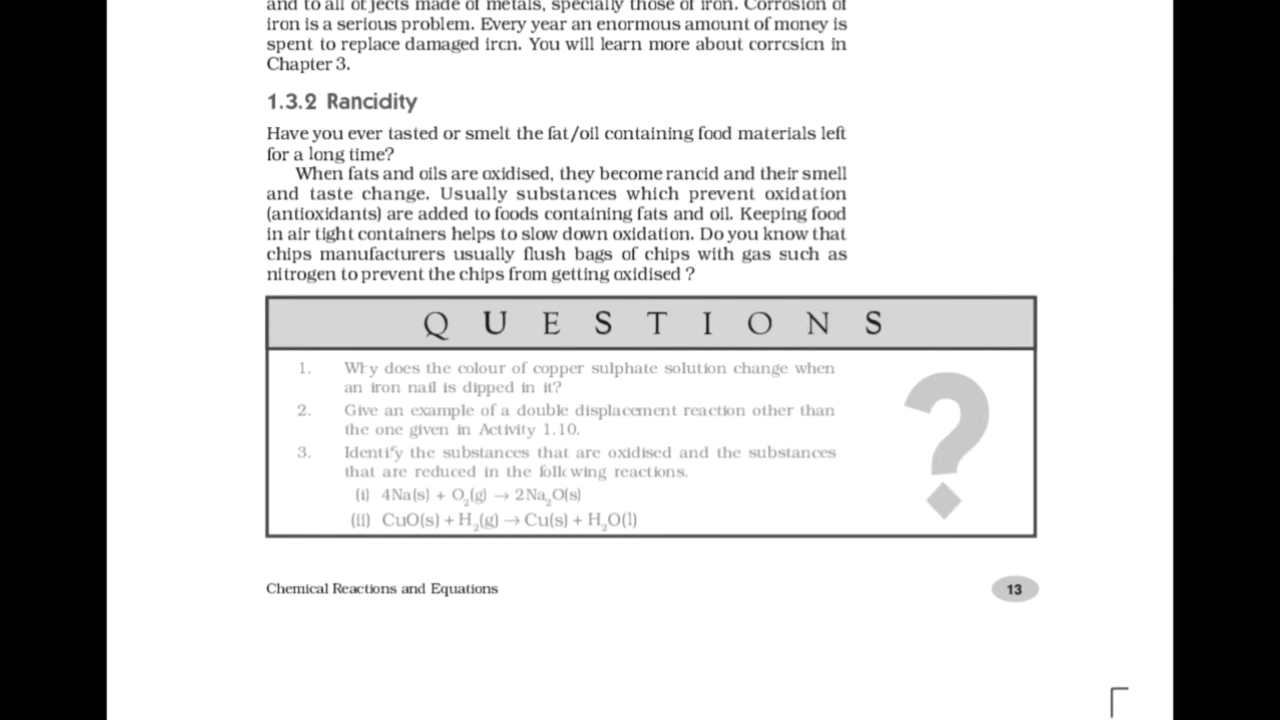 and to all objects made of metals, specially those of iron. Corrosion of
iron is a serious problem. Every year an enormous amount of money is
spent to replace damaged iron. You will learn more about corrosion in
Chapter 3.
1.3.2 Rancidity
Have you ever tasted or smelt the fat/oil containing food materials left
for a long time?
When fats and oils are oxidised, they become rancid and their smell
and taste change. Usually substances which prevent oxidation
(antioxidants) are added to foods containing fats and oil. Keeping food
in air tight containers helps to slow down oxidation. Do you know that
chips manufacturers usually flush bags of chips with gas such as
nitrogen to prevent the chips from getting oxidised ?
QUESTIONS
1. Why does the colour of copper sulphate solution change when
an iron nail is dipped in it?
2. Give an example of a double displacement reaction other than
the one given in Activity 1.10.
3. Identify the substances that are oxidised and the substances
that are reduced in the following reactions.
(i) 4Na(s) + O₂(g) → 2Na₂O(s)
(ii) CuO(s) + H₂(g) → Cu(s) + H₂O(l)
?
Chemical Reactions and Equations
13